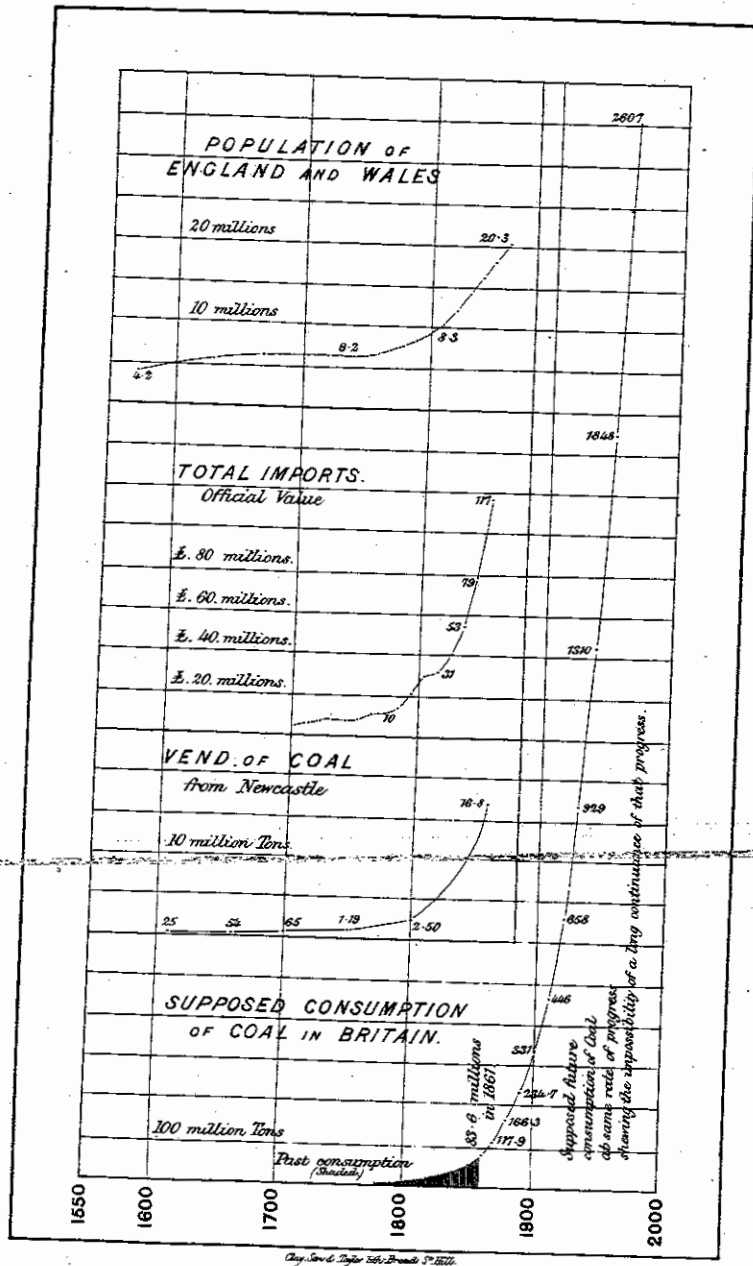 2607
POPULATION OF
ENGLAND AND WALES
20 millions
20·3
10 millions
8·2
8·3
4·2
1848
TOTAL IMPORTS.
Official Value
117
£. 80 millions.
79
£. 60. millions.
53
£. 40. millions.
1310
31
£. 20. millions.
10
VEND. OF COAL
from Newcastle
16·8
929
10 million Tons
25
54
65
1·19
2·50
658
446
SUPPOSED CONSUMPTION
OF COAL IN BRITAIN.
331
234·7
166·3
117·9
83·6 millions
in 1861
100 million Tons
Past consumption
(Shaded)
Supposed future
consumption of Coal
at same rate of progress
shewing the impossibility of a long continuance of that progress.
1550
1600
1700
1800
1900
2000
Clay, Son & Taylor